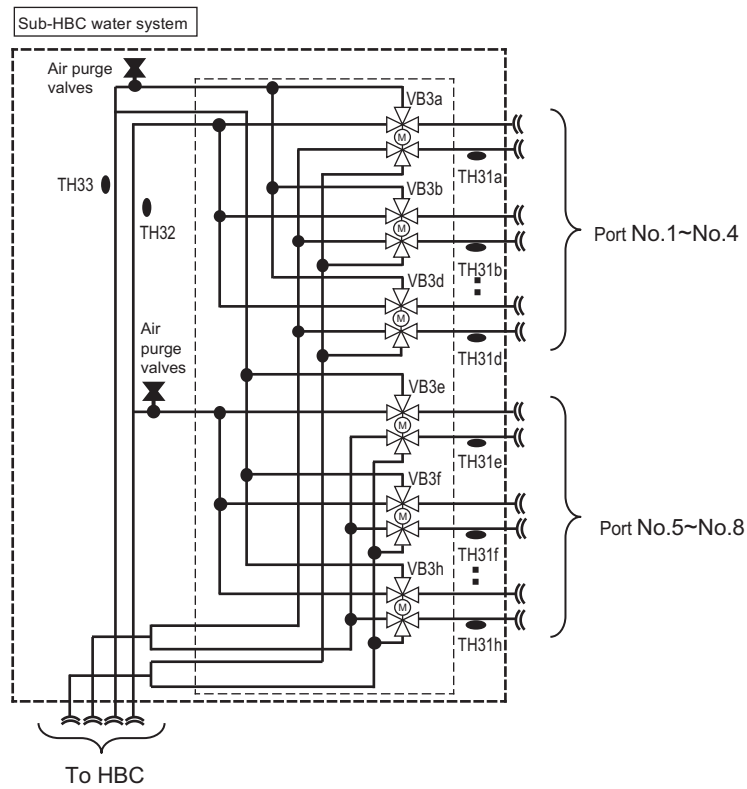 Sub-HBC water system
Air purge
valves
VB3a
M
TH31a
TH33
TH32
VB3b
M
TH31b
Port No.1~No.4
VB3d
M
TH31d
Air
purge
valves
VB3e
M
TH31e
VB3f
M
TH31f
Port No.5~No.8
VB3h
M
TH31h
To HBC